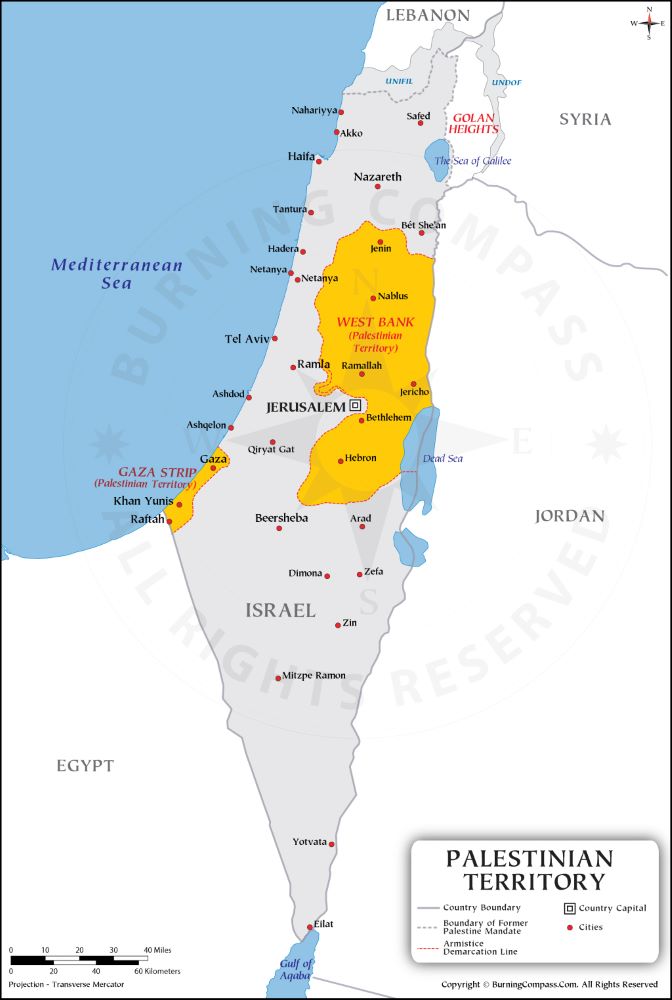 LEBANON
W N E
S
UNIFIL
UNDOF
Nahariyya
Safed
GOLAN
HEIGHTS
SYRIA
Akko
Haifa
The Sea of Galilee
Nazareth
Tantura
Bét She'an
Hadera
Jenin
Mediterranean
Sea
Netanya
Netanya
N
Nablus
WEST BANK
(Palestinian
Territory)
Tel Aviv
Ramla
Ramallah
Jericho
Ashdod
JERUSALEM
Bethlehem
Ashqelon
W
E
Qiryat Gat
Gaza
Hebron
Dead Sea
GAZA STRIP
(Palestinian Territory)
Khan Yunis
Raftah
Beersheba
Arad
JORDAN
Dimona
Zefa
S
ISRAEL
Zin
Mitzpe Ramon
BURNING COMPASS
ALL RIGHTS RESERVED
EGYPT
Yotvata
Eilat
Gulf of
Aqaba
PALESTINIAN
TERRITORY
Country Boundary
Country Capital
Boundary of Former
Palestine Mandate
Cities
Armistice
Demarcation Line
0 10 20 30 40 Miles
0 20 40 60 Kilometers
Projection - Transverse Mercator
Copyright © BurningCompass.Com. All Rights Reserved